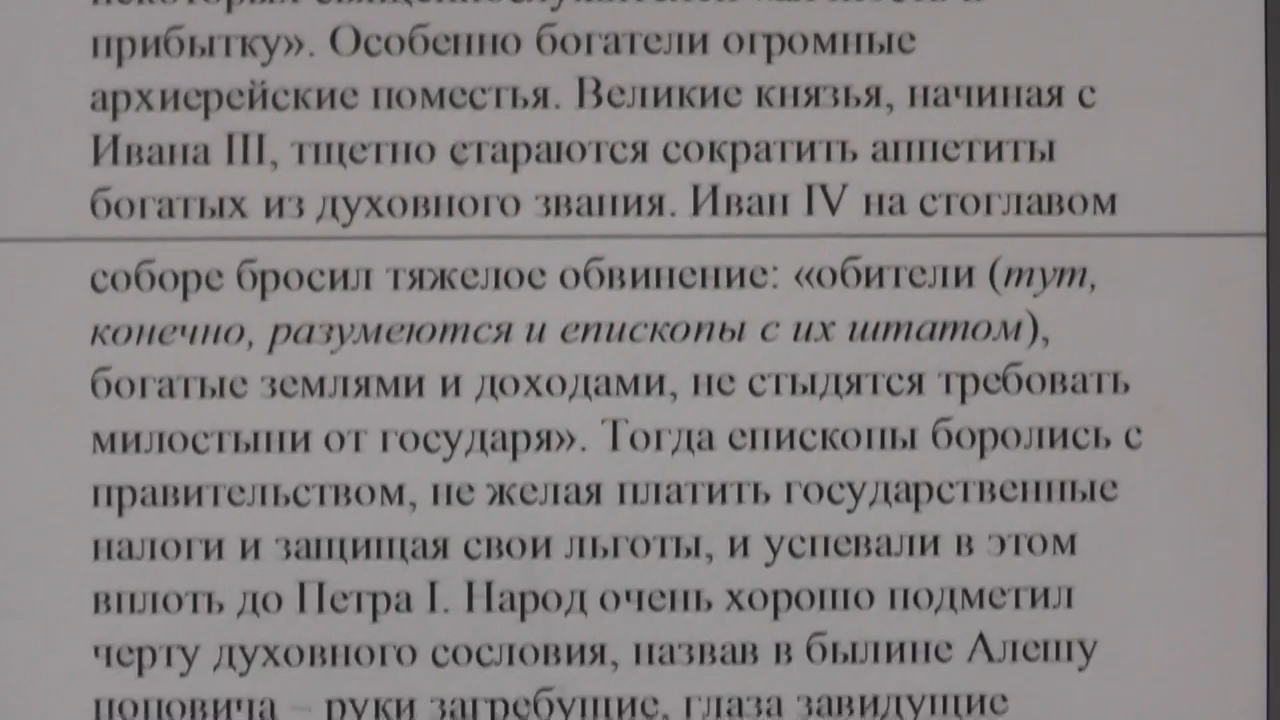 прибытку». Особенно богатели огромные
архиерейские поместья. Великие князья, начиная с
Ивана III, тщетно стараются сократить аппетиты
богатых из духовного звания. Иван IV на стоглавом
соборе бросил тяжелое обвинение: «обители (тут,
конечно, разумеются и епископы с их штатом),
богатые землями и доходами, не стыдятся требовать
милостыни от государя». Тогда епископы боролись с
правительством, не желая платить государственные
налоги и защищая свои льготы, и успевали в этом
вплоть до Петра I. Народ очень хорошо подметил
черту духовного сословия, назвав в былине Алешу
поповича – руки загребущие, глаза завидущие